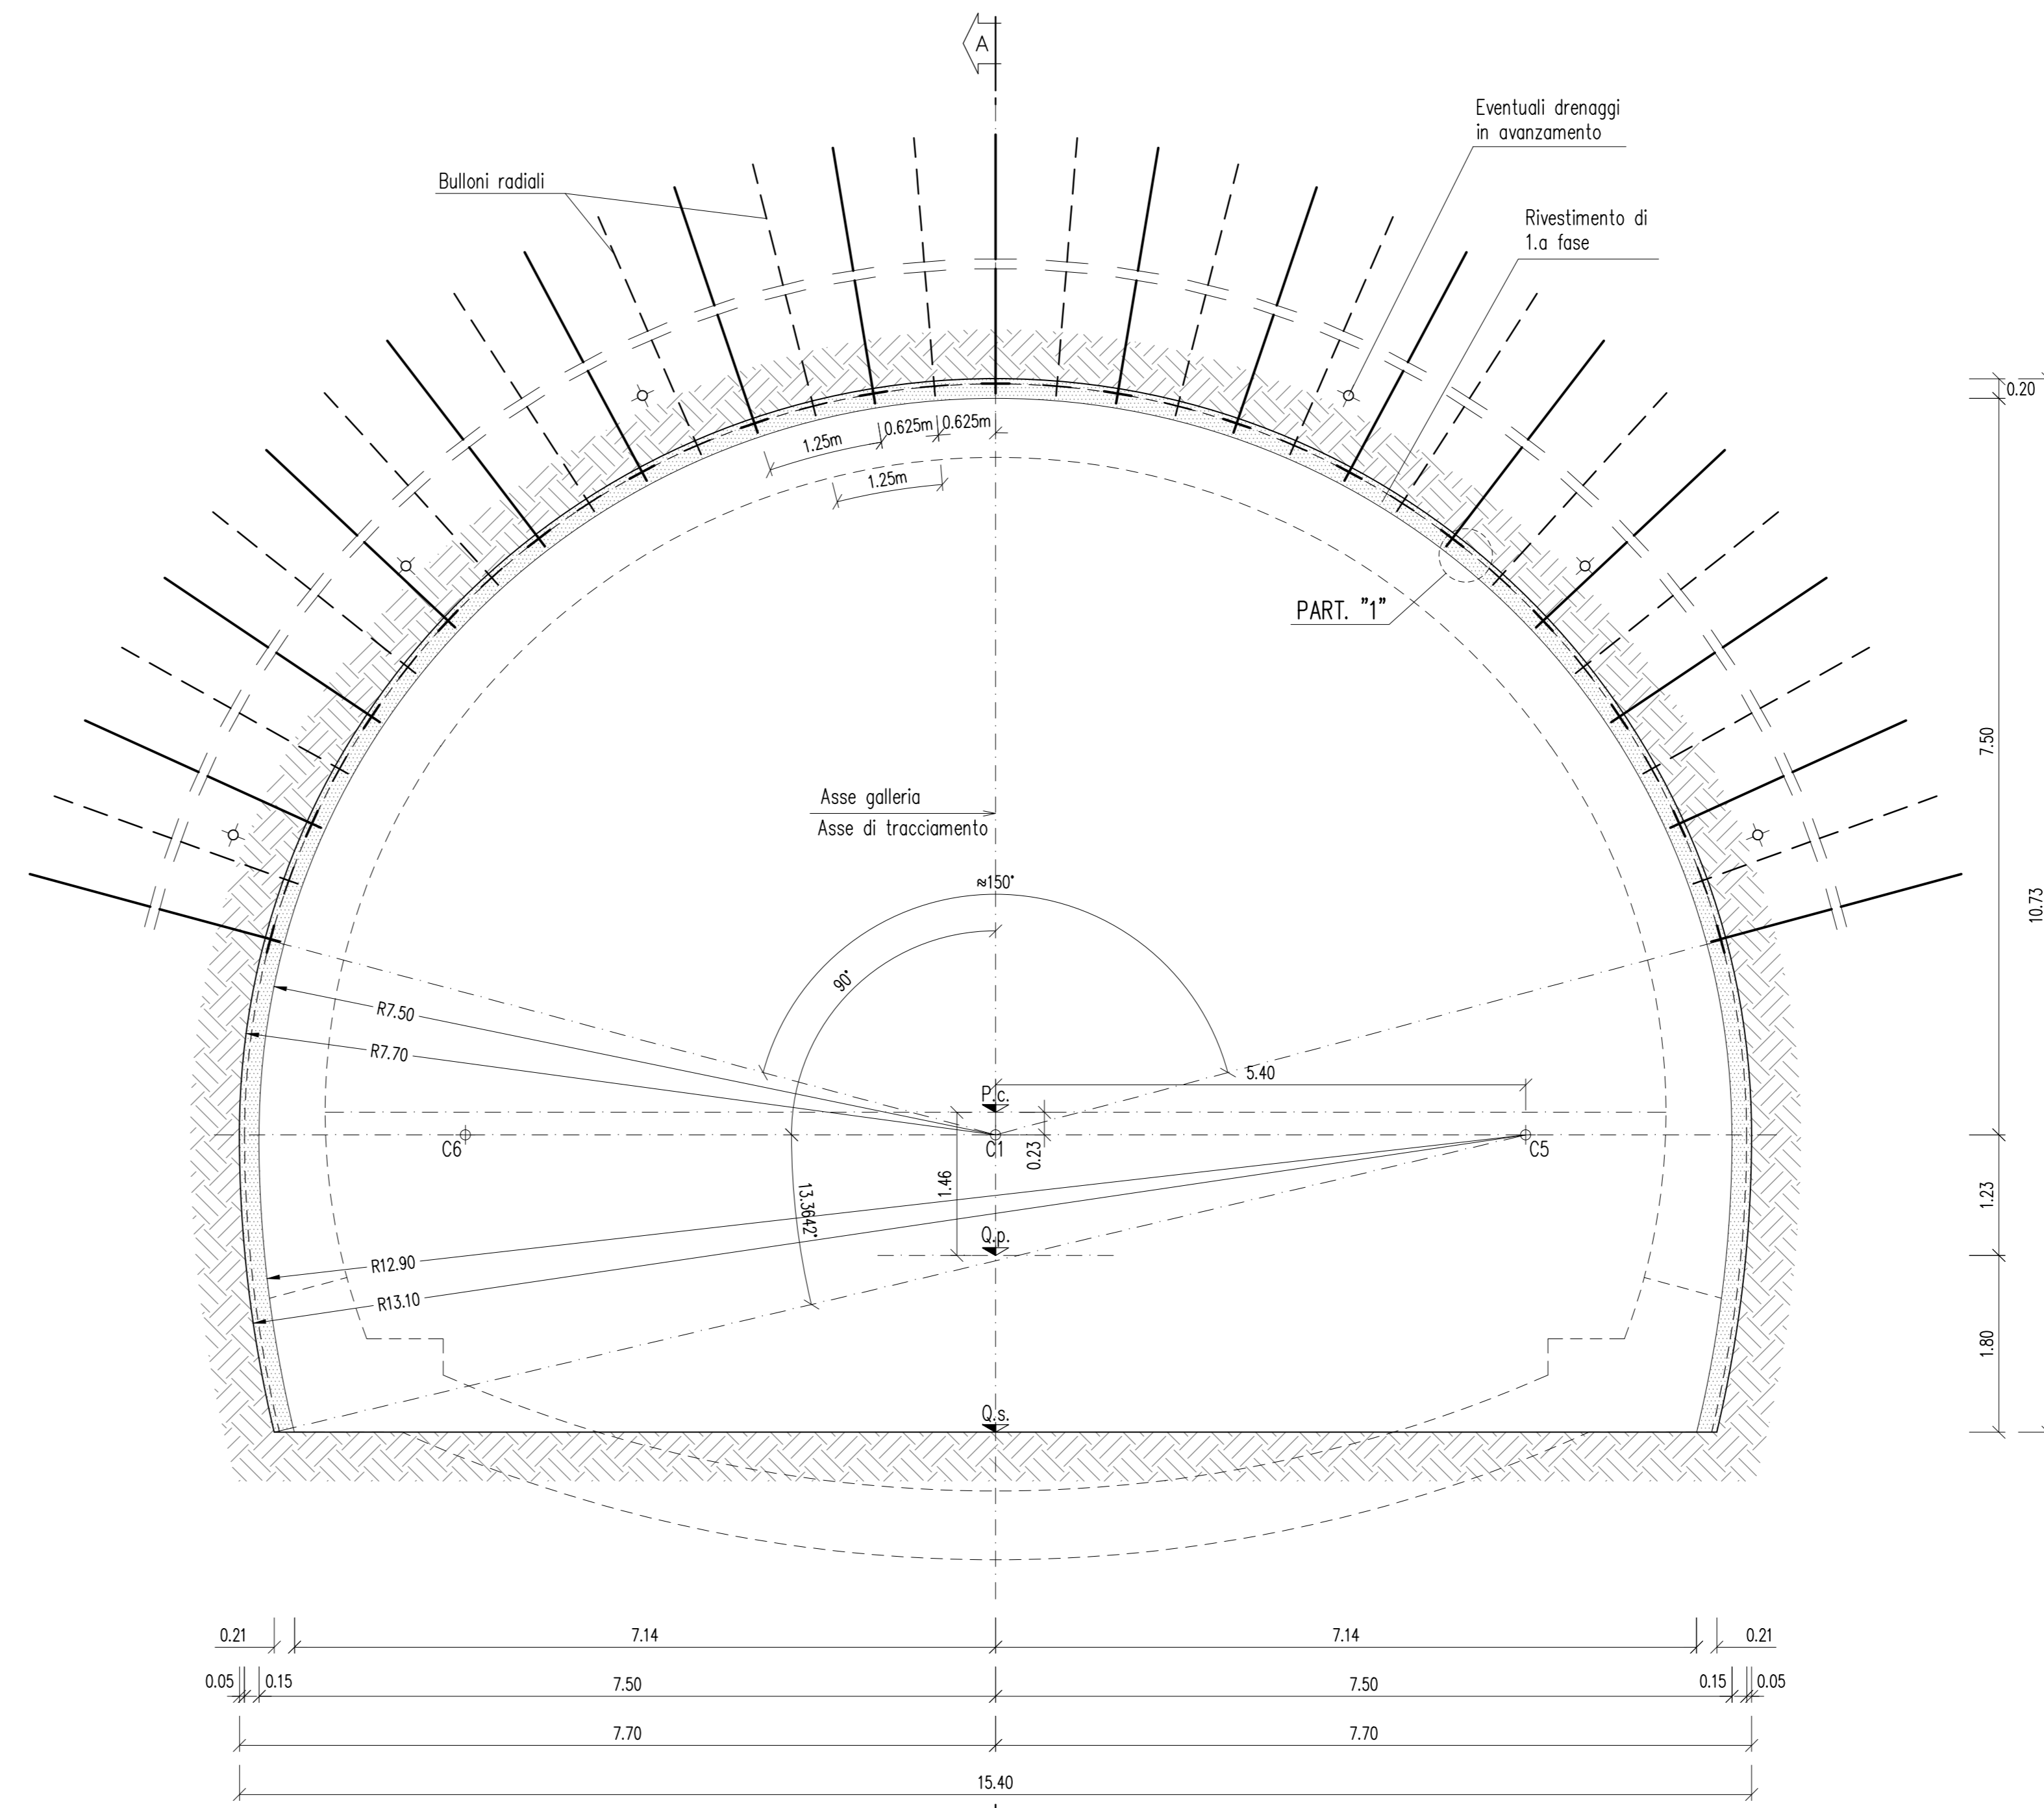 A
Eventuali drenaggi
in avanzamento
Bulloni radiali
Rivestimento di
1.a fase
0.20
1.25m
0.625m
0.625m
1.25m
PART. "1"
7.50
Asse galleria
Asse di tracciamento
≈150°
10.73
90°
R7.50
R7.70
5.40
P.c.
C6
C1
C5
0.23
1.46
13.3642°
1.23
Q.p.
R12.90
R13.10
1.80
Q.s.
0.21
7.14
7.14
0.21
0.05
0.15
7.50
7.50
0.15
0.05
7.70
7.70
15.40